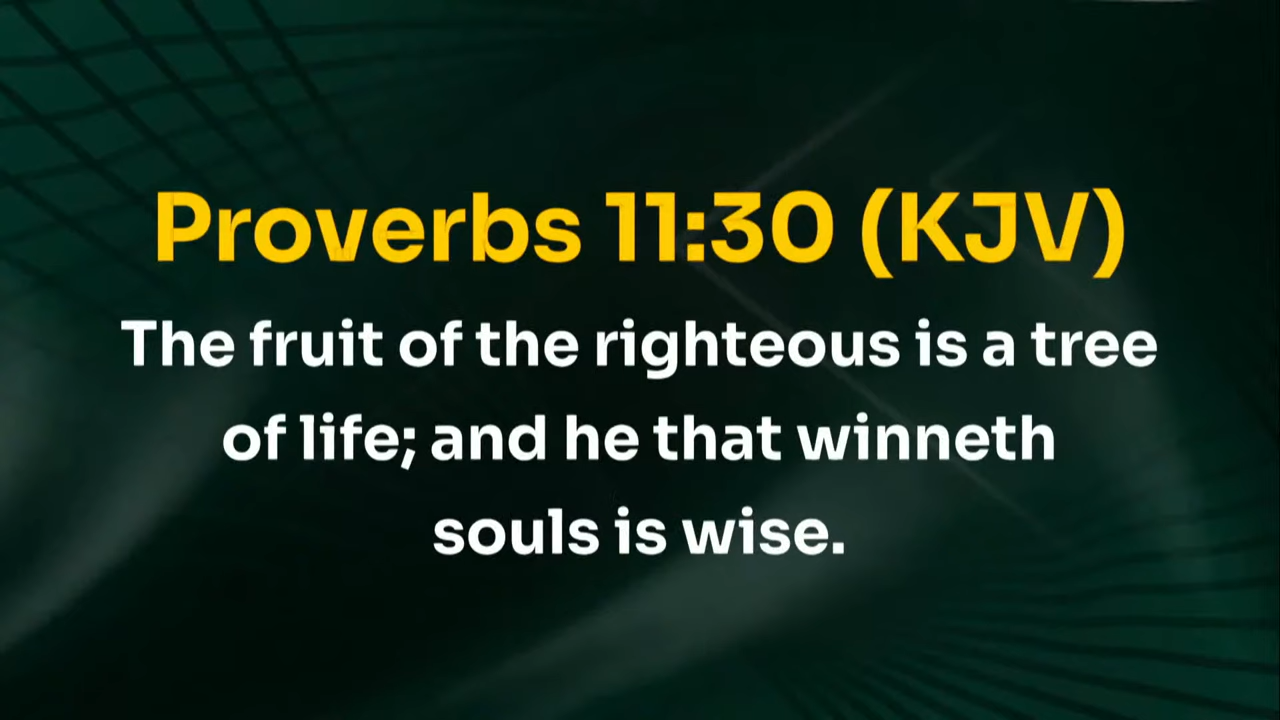 Proverbs 11:30 (KJV)
The fruit of the righteous is a tree
of life; and he that winneth
souls is wise.